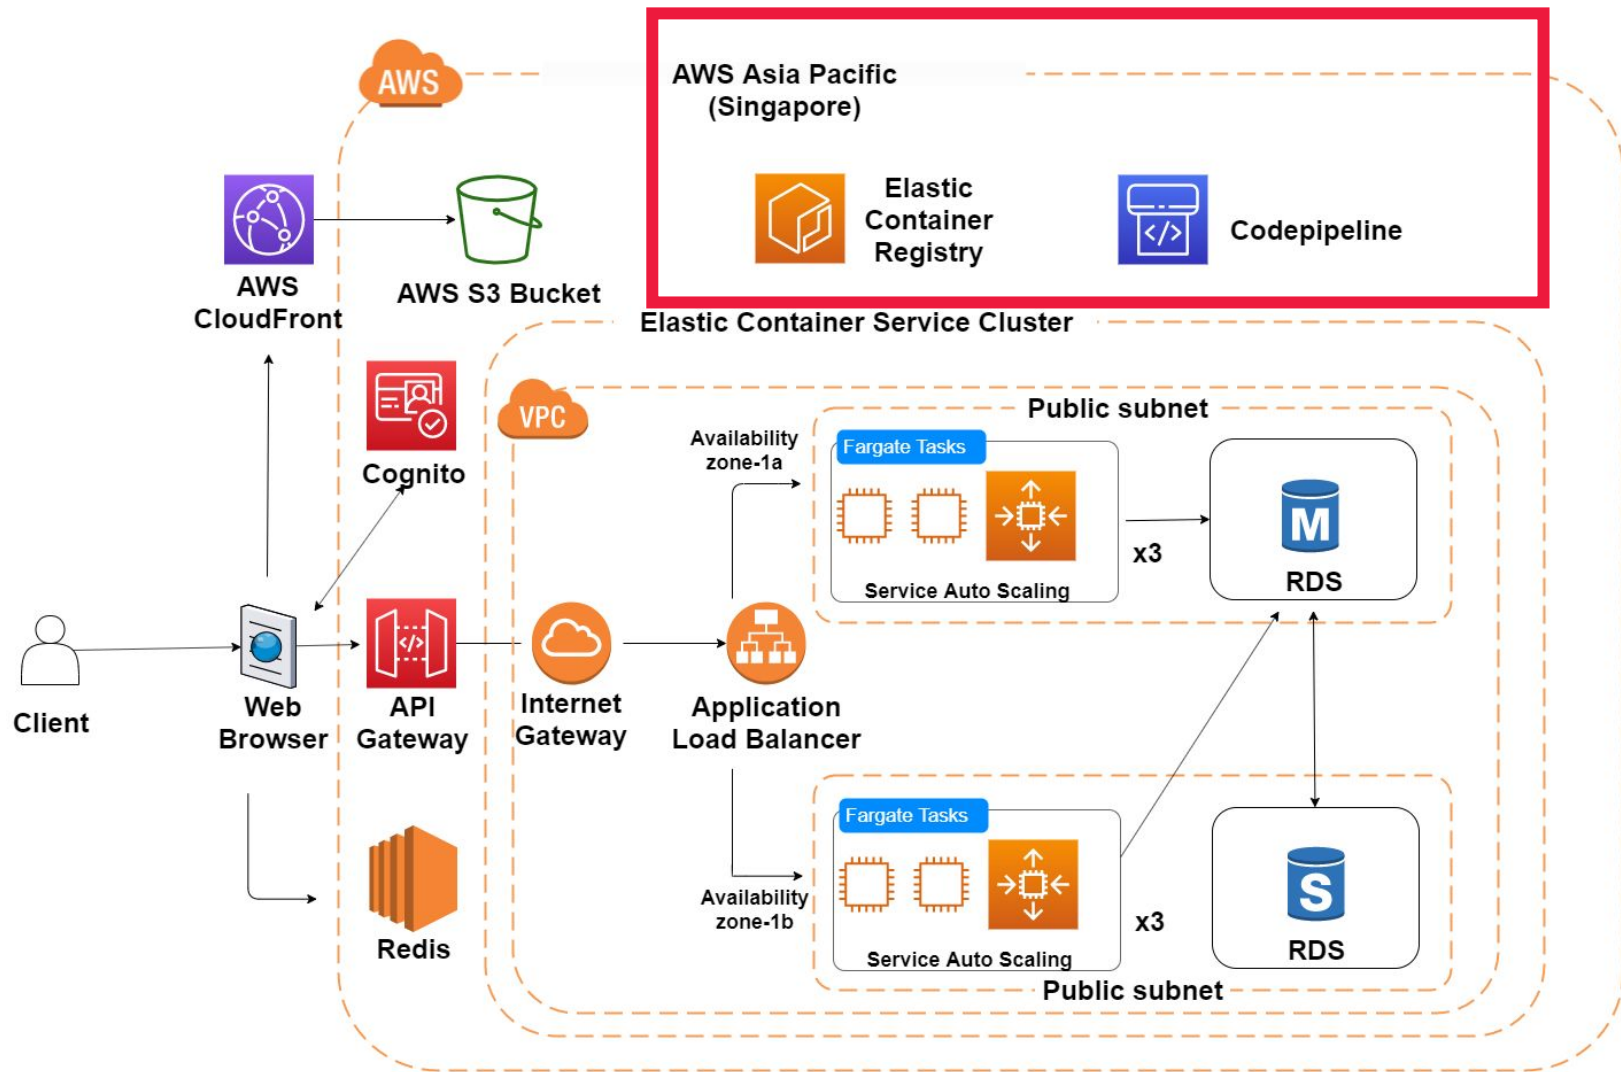 AWS
AWS Asia Pacific
(Singapore)
Elastic
Container
Registry
</>
Codepipeline
AWS
CloudFront
AWS S3 Bucket
Elastic Container Service Cluster
Cognito
VPC
Public subnet
Availability
zone-1a
Fargate Tasks
Service Auto Scaling
x3
M
RDS
Client
Web
Browser
</>
API
Gateway
Internet
Gateway
Application
Load Balancer
Redis
Availability
zone-1b
Fargate Tasks
Service Auto Scaling
x3
S
RDS
Public subnet